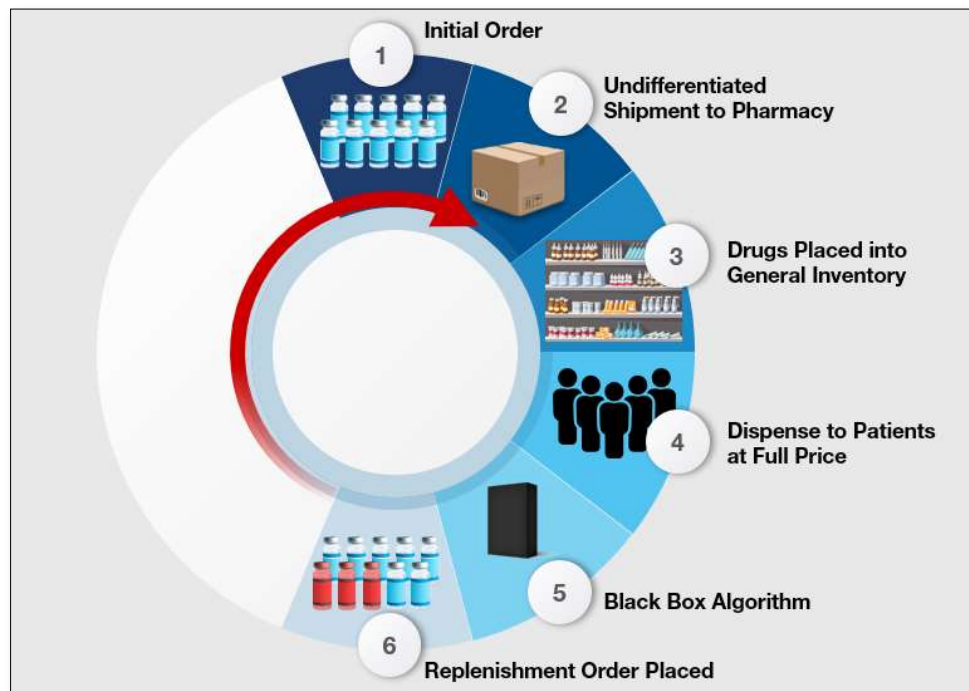 1
Initial Order
2
Undifferentiated
Shipment to Pharmacy
3
Drugs Placed into
General Inventory
4
Dispense to Patients
at Full Price
5
Black Box Algorithm
6
Replenishment Order Placed